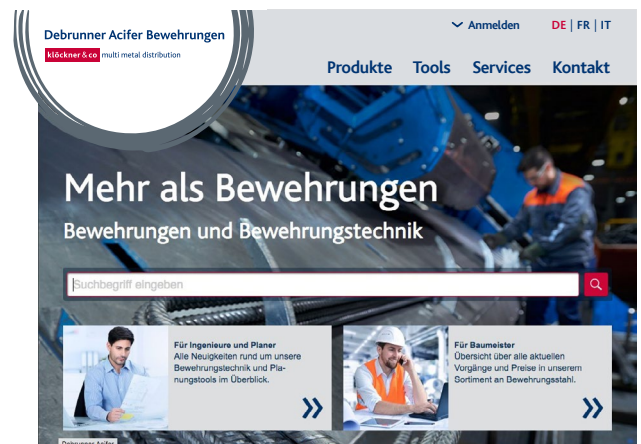 Debrunner Acifer Bewehrungen
klöckner & co multi metal distribution
Anmelden
DE | FR | IT
Produkte Tools Services Kontakt
Mehr als Bewehrungen
Bewehrungen und Bewehrungstechnik
Suchbegriff eingeben
Für Ingenieure und Planer
Alle Neuigkeiten rund um unsere
Bewehrungstechnik und Pla-
nungstools im Überblick.
Für Baumeister
Übersicht über alle aktuellen
Vorgänge und Preise in unserem
Sortiment an Bewehrungsstahl.
Debrunner Acifer